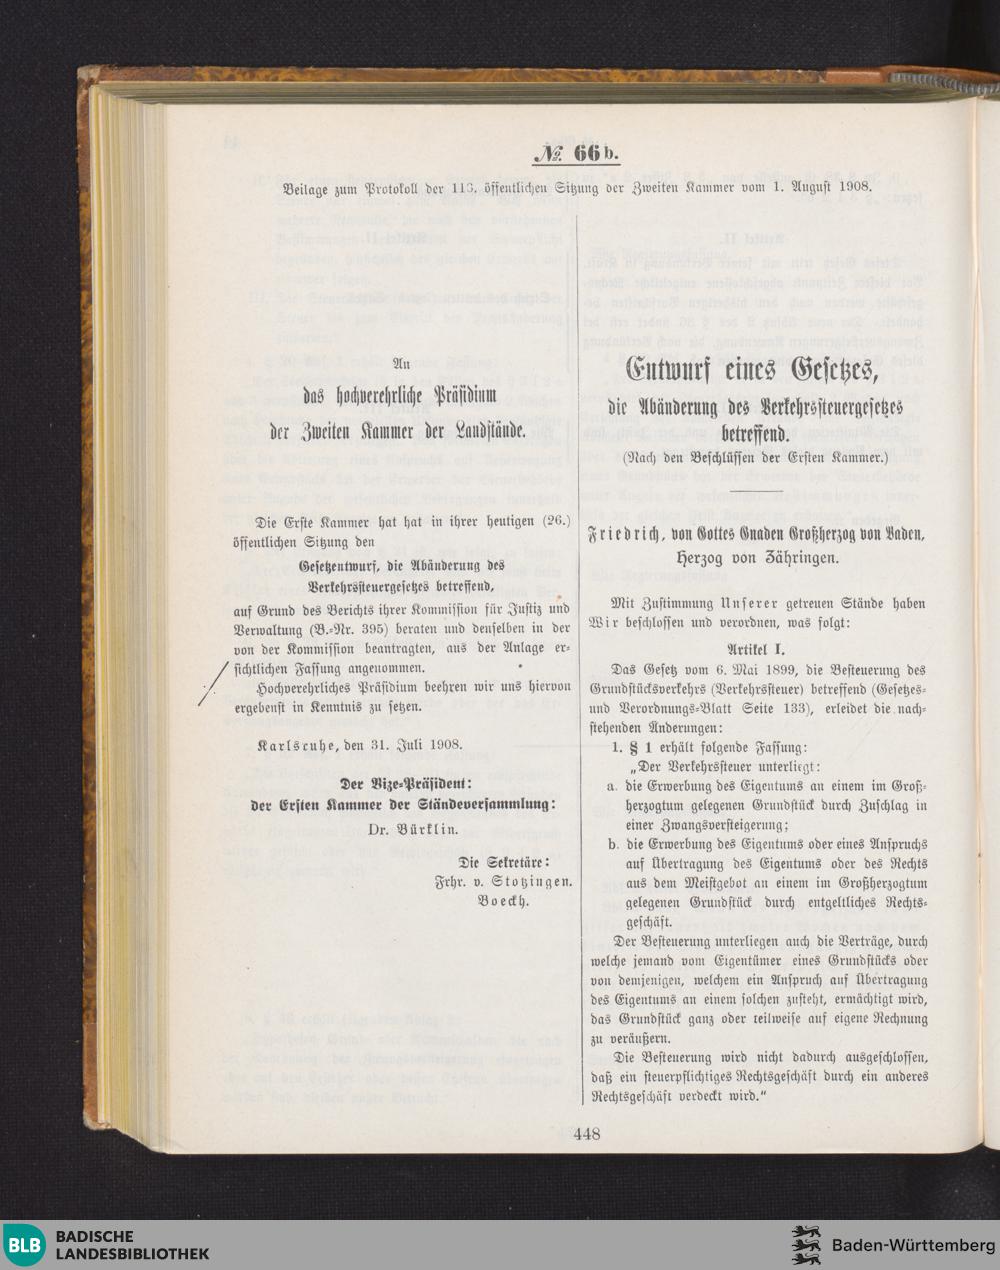 № 66 b.
Beilage zum Protokoll der 113. öffentlichen Sitzung der Zweiten Kammer vom 1. August 1908.
An
das hochverehrliche Präsidium
der Zweiten Kammer der Landstände.
Die Erste Kammer hat hat in ihrer heutigen (26.)
öffentlichen Sitzung den
Gesetzentwurf, die Abänderung des
Verkehrssteuergesetzes betreffend,
auf Grund des Berichts ihrer Kommission für Justiz und
Verwaltung (B.-Nr. 395) beraten und denselben in der
von der Kommission beantragten, aus der Anlage er-
sichtlichen Fassung angenommen.
Hochverehrliches Präsidium beehren wir uns hiervon
ergebenst in Kenntnis zu setzen.
Karlsruhe, den 31. Juli 1908.
Der Vize-Präsident:
der Ersten Kammer der Ständeversammlung:
Dr. Bürklin.
Die Sekretäre:
Frhr. v. Stotzingen.
Boeckh.
Entwurf eines Gesetzes,
die Abänderung des Verkehrssteuergesetzes
betreffend.
(Nach den Beschlüssen der Ersten Kammer.)
Friedrich, von Gottes Gnaden Großherzog von Baden,
Herzog von Zähringen.
Mit Zustimmung Unserer getreuen Stände haben
Wir beschlossen und verordnen, was folgt:
Artikel I.
Das Gesetz vom 6. Mai 1899, die Besteuerung des
Grundstücksverkehrs (Verkehrssteuer) betreffend (Gesetzes-
und Verordnungs-Blatt Seite 133), erleidet die nach-
stehenden Änderungen:
1. § 1 erhält folgende Fassung:
„Der Verkehrssteuer unterliegt:
a. die Erwerbung des Eigentums an einem im Groß-
herzogtum gelegenen Grundstück durch Zuschlag in
einer Zwangsversteigerung;
b. die Erwerbung des Eigentums oder eines Anspruchs
auf Übertragung des Eigentums oder des Rechts
aus dem Meistgebot an einem im Großherzogtum
gelegenen Grundstück durch entgeltliches Rechts-
geschäft.
Der Besteuerung unterliegen auch die Verträge, durch
welche jemand vom Eigentümer eines Grundstücks oder
von demjenigen, welchem ein Anspruch auf Übertragung
des Eigentums an einem solchen zusteht, ermächtigt wird,
das Grundstück ganz oder teilweise auf eigene Rechnung
zu veräußern.
Die Besteuerung wird nicht dadurch ausgeschlossen,
daß ein steuerpflichtiges Rechtsgeschäft durch ein anderes
Rechtsgeschäft verdeckt wird.“
448
BLB
BADISCHE
LANDESBIBLIOTHEK
Baden-Württemberg